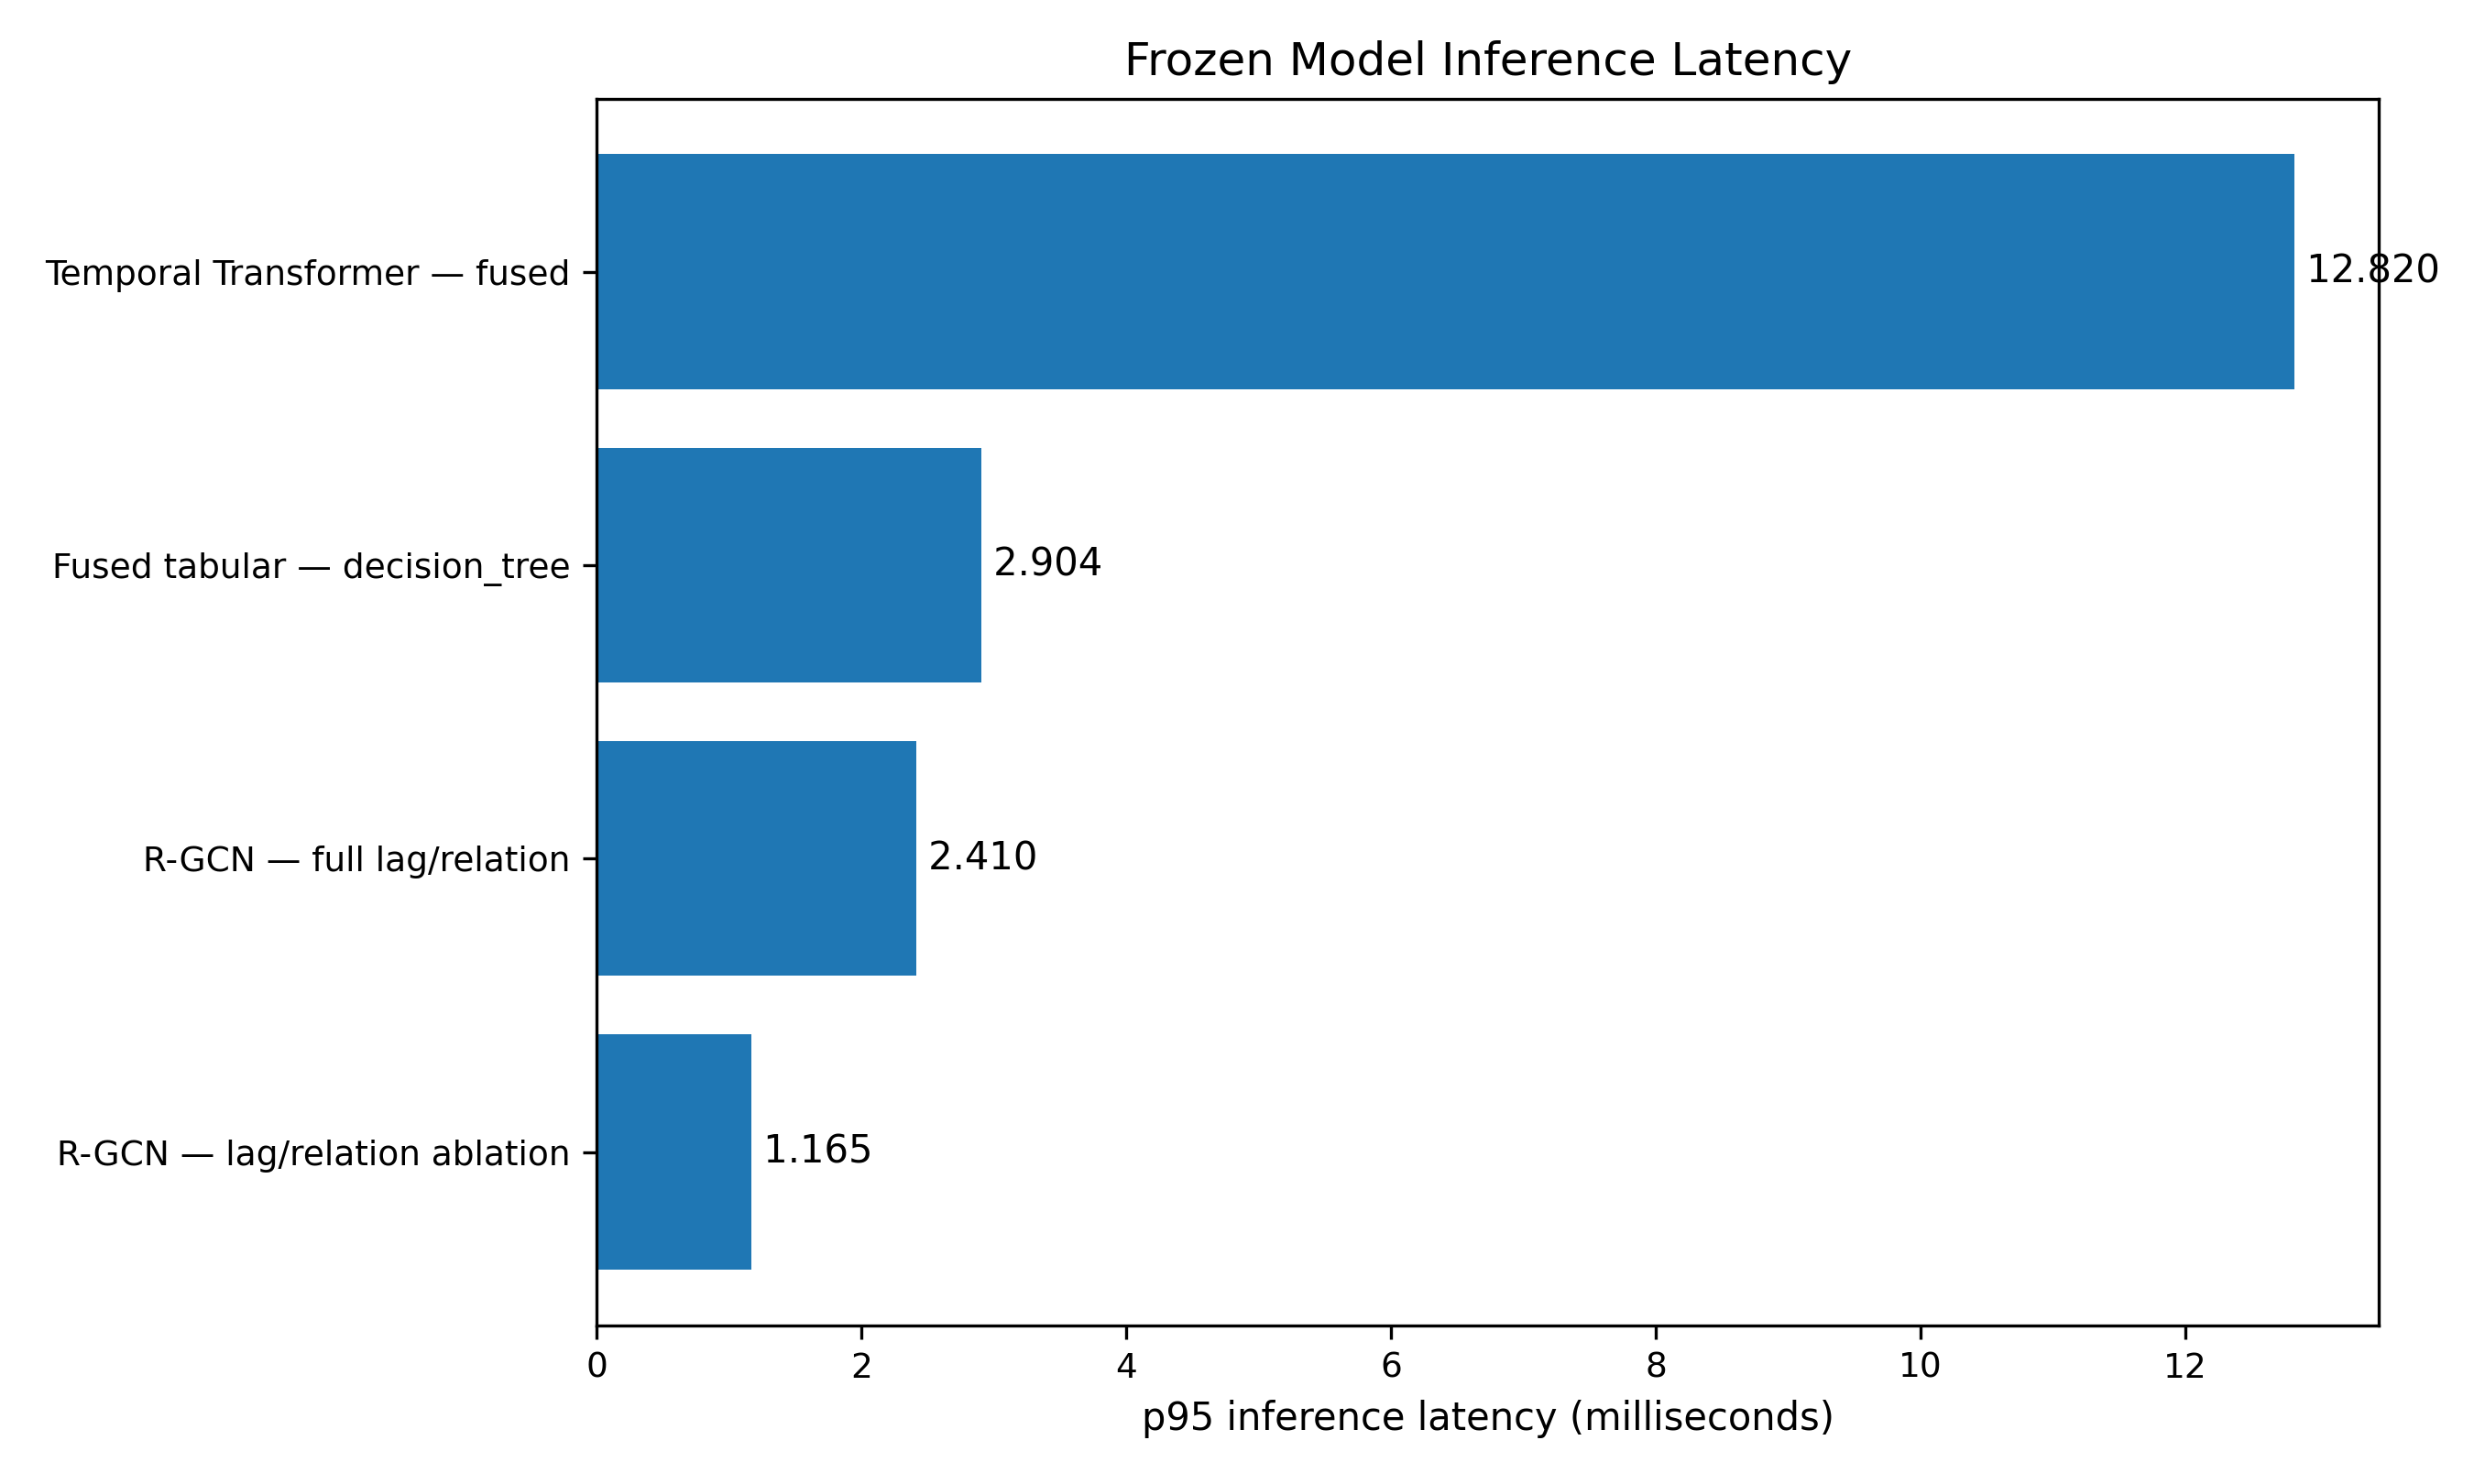 Frozen Model Inference Latency
Temporal Transformer — fused
12.820
Fused tabular — decision_tree
2.904
R-GCN — full lag/relation
2.410
R-GCN — lag/relation ablation
1.165
0 2 4 6 8 10 12
p95 inference latency (milliseconds)